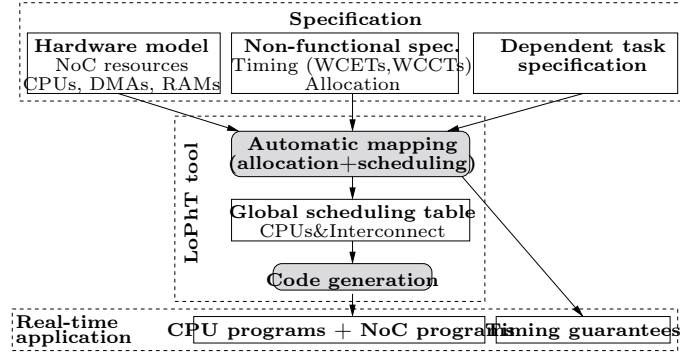 Specification
Hardware model
NoC resources
CPUs, DMAs, RAMs
Non-functional spec.
Timing (WCETs,WCCTs)
Allocation
Dependent task
specification
LoPhT tool
Automatic mapping
(allocation+scheduling)
Global scheduling table
CPUs&Interconnect
Code generation
Real-time
application
CPU programs + NoC programs
Timing guarantees